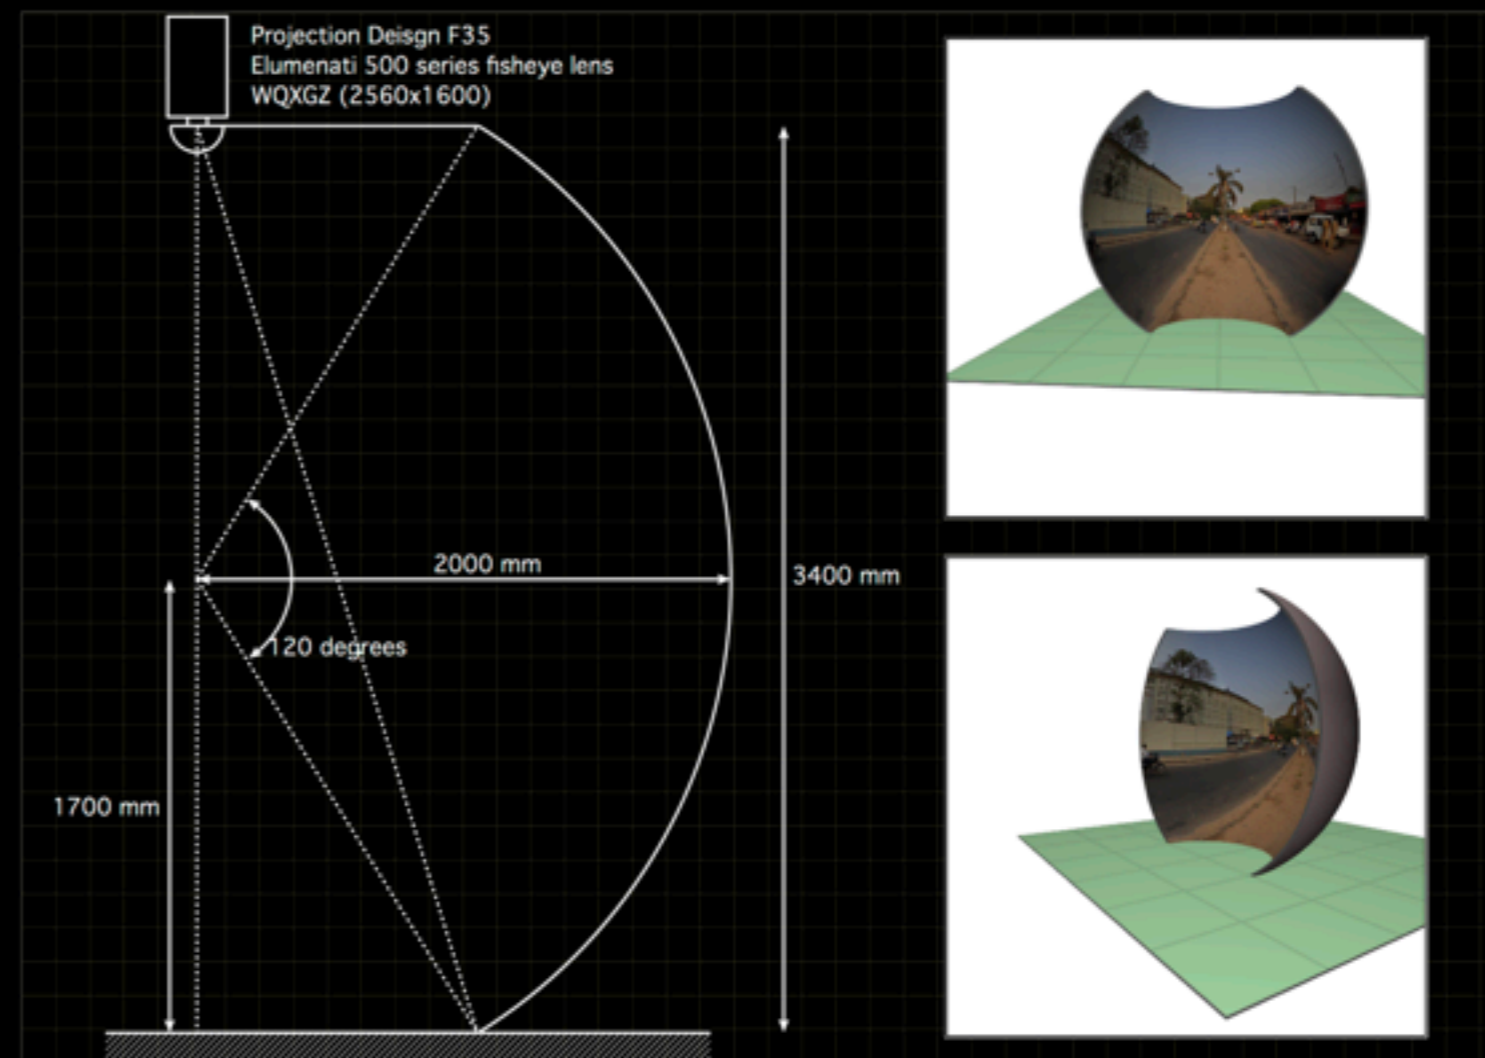 Projection Deisgn F35
Elumenati 500 series fisheye lens
WQXGZ (2560x1600)
2000 mm
3400 mm
120 degrees
1700 mm